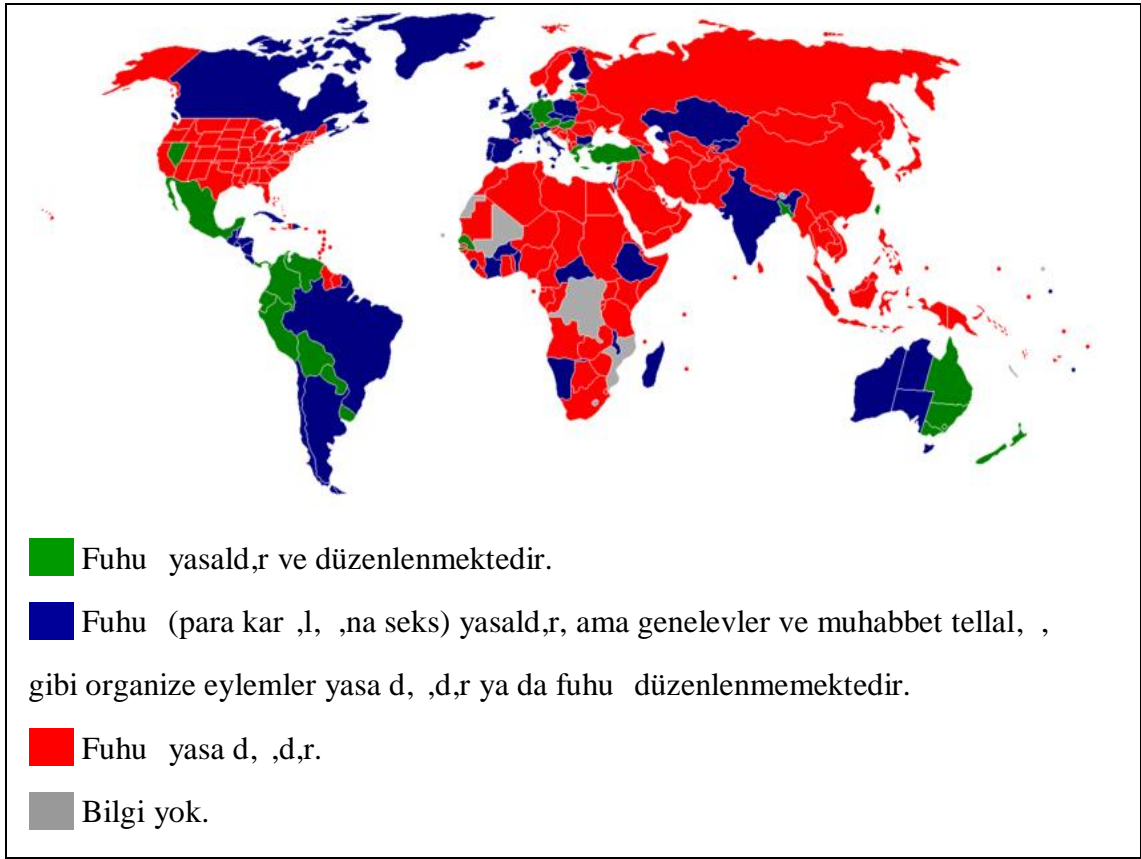 Fuhu yasald,r ve düzenlenmektedir.
Fuhu (para kar ,l, ,na seks) yasald,r, ama genelevler ve muhabbet tellal, ,
gibi organize eylemler yasa d, ,d,r ya da fuhu düzenlenmemektedir.
Fuhu yasa d, ,d,r.
Bilgi yok.